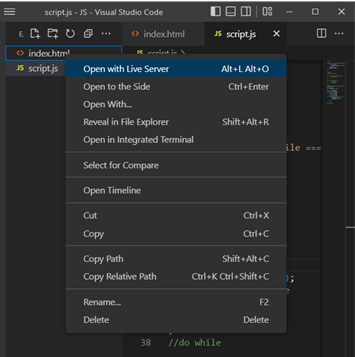 script.js - JS - Visual Studio Code
E.
index.html
script.js
index.html
script.js
script.js
Open with Live Server Alt+L Alt+O
Open to the Side Ctrl+Enter
Open With...
Reveal in File Explorer Shift+Alt+R
Open in Integrated Terminal
Select for Compare
Open Timeline
Cut Ctrl+X
Copy Ctrl+C
Copy Path Shift+Alt+C
Copy Relative Path Ctrl+K Ctrl+Shift+C
Rename... F2
Delete Delete
ile ====
);
38 //do while